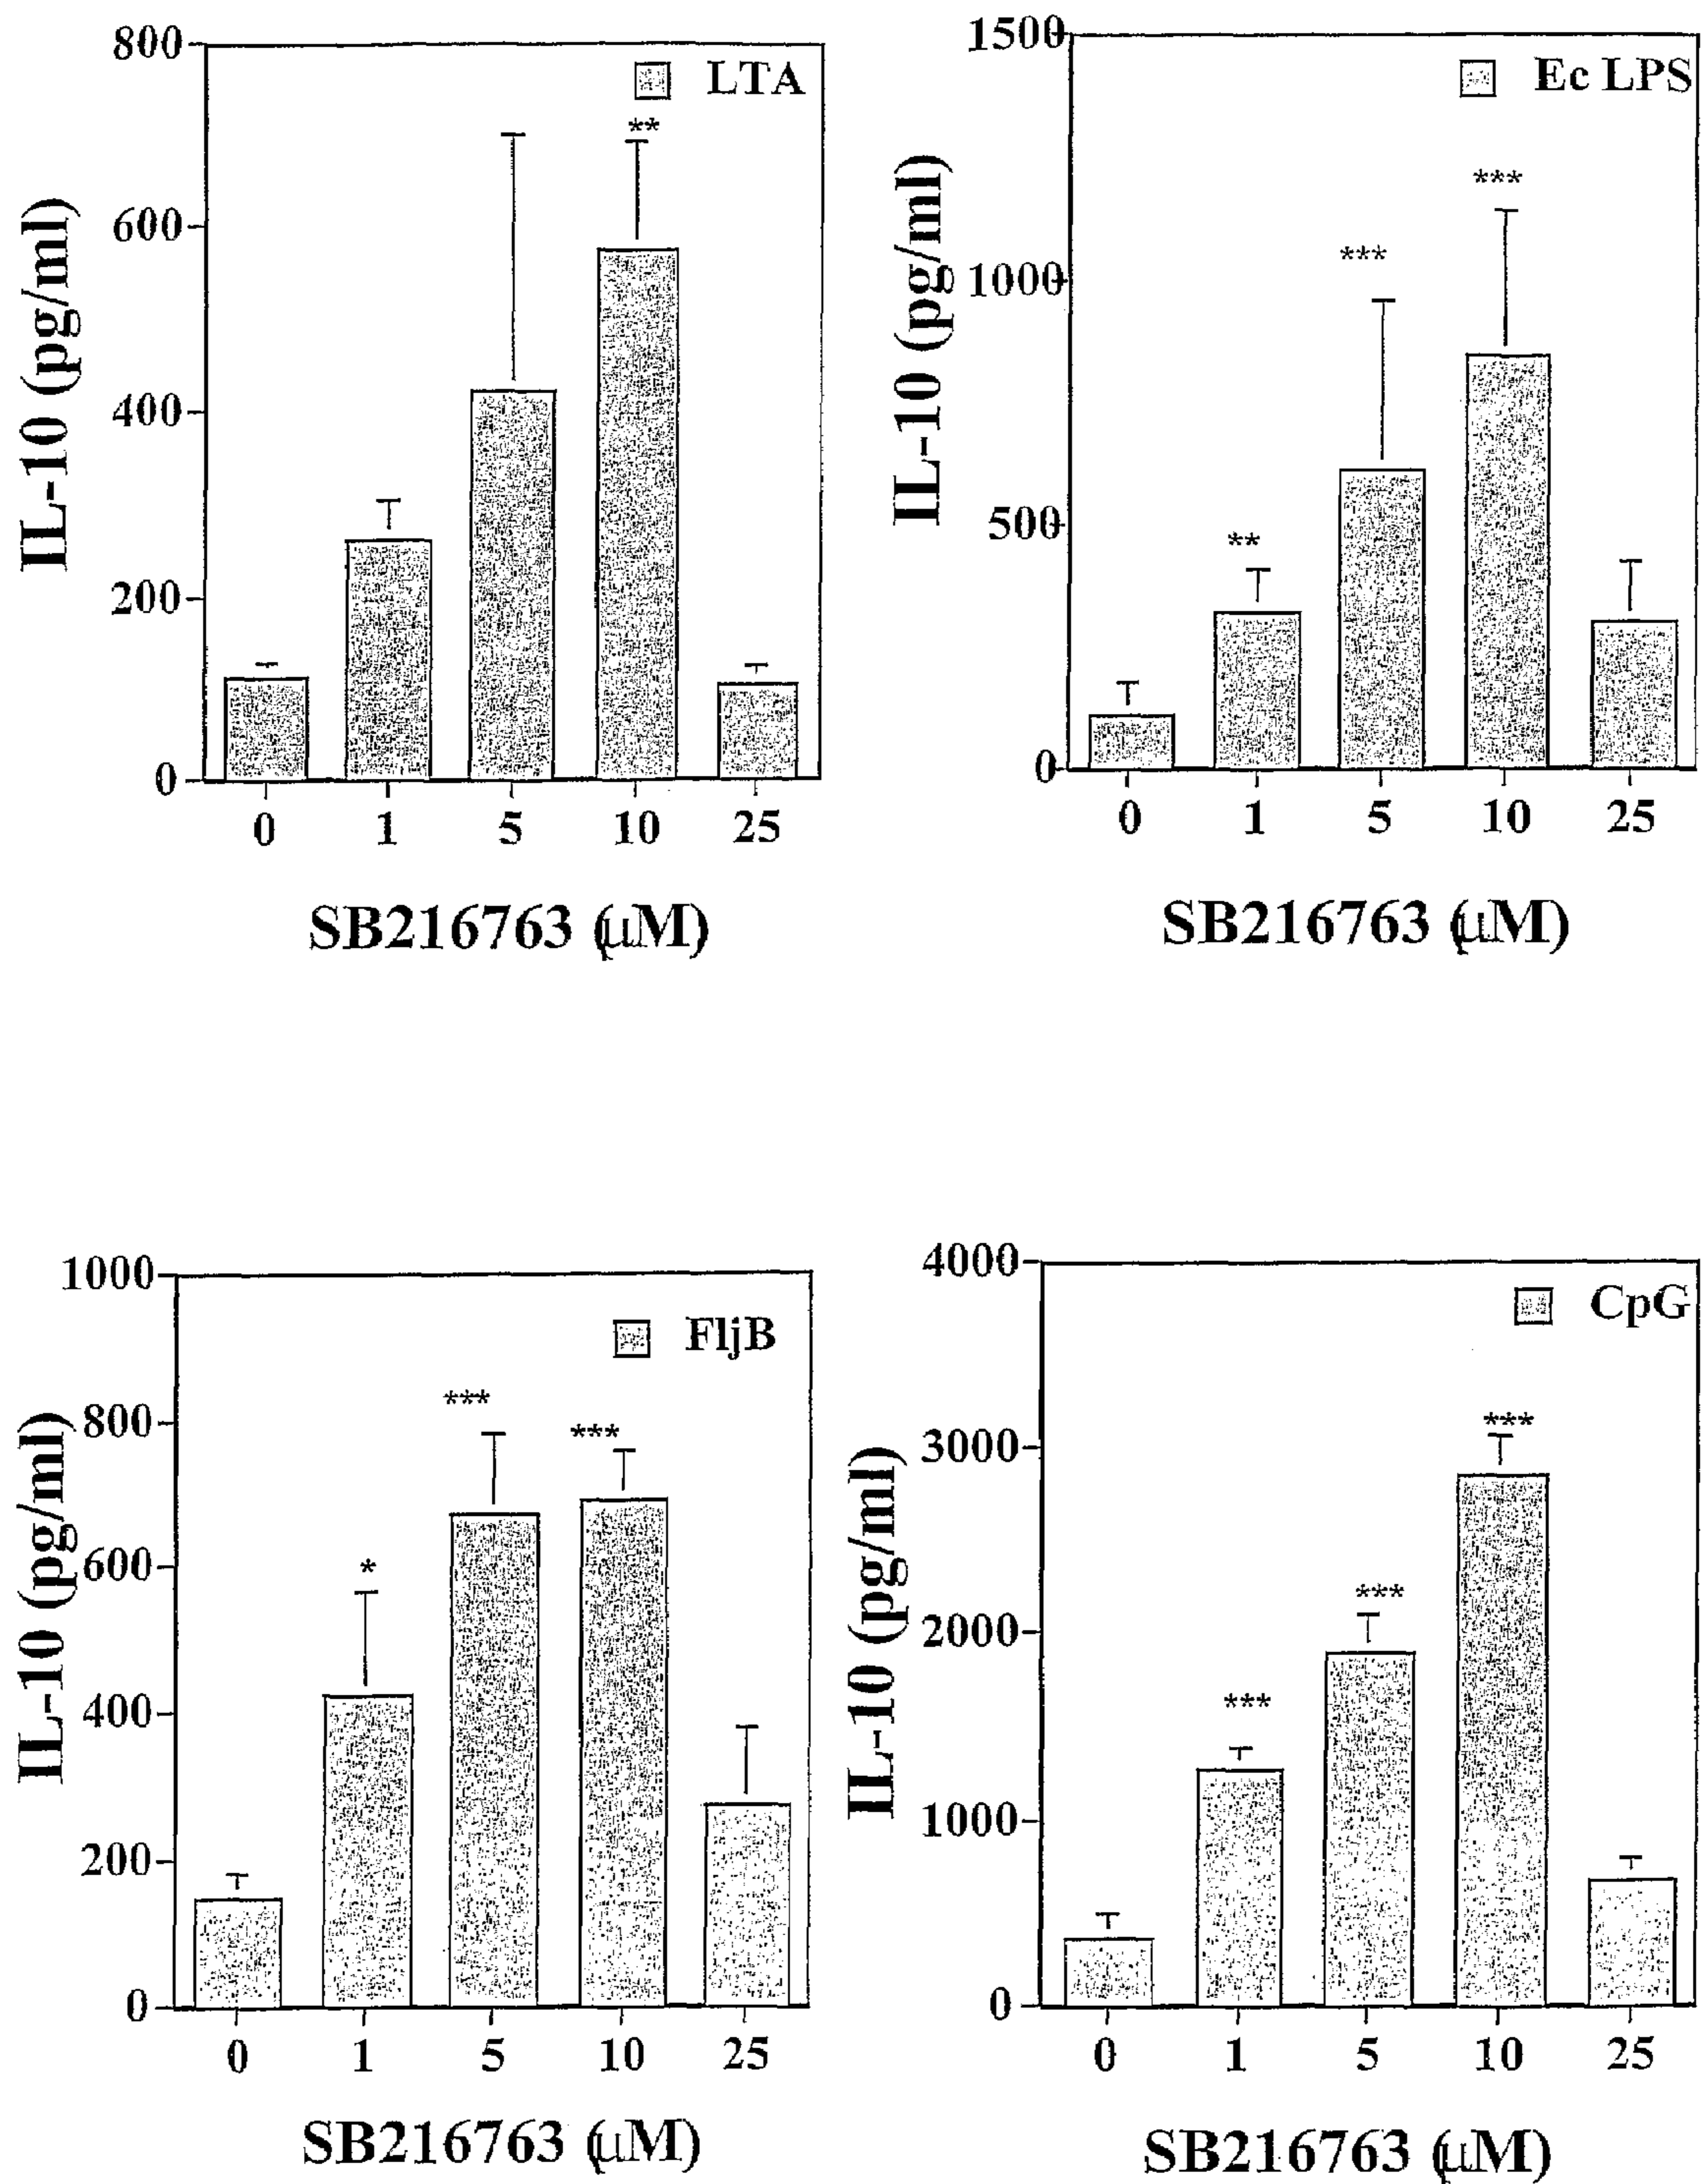 800
LTA
**
600
IL-10 (pg/ml)
400
200
0
0 1 5 10 25
SB216763 (μM)
1500
Ec LPS
***
***
1000
IL-10 (pg/ml)
500
**
0
0 1 5 10 25
SB216763 (μM)
1000
FljB
***
800
***
IL-10 (pg/ml)
600
*
400
200
0
0 1 5 10 25
SB216763 (μM)
4000
CpG
***
3000
IL-10 (pg/ml)
***
2000
***
1000
0
0 1 5 10 25
SB216763 (μM)